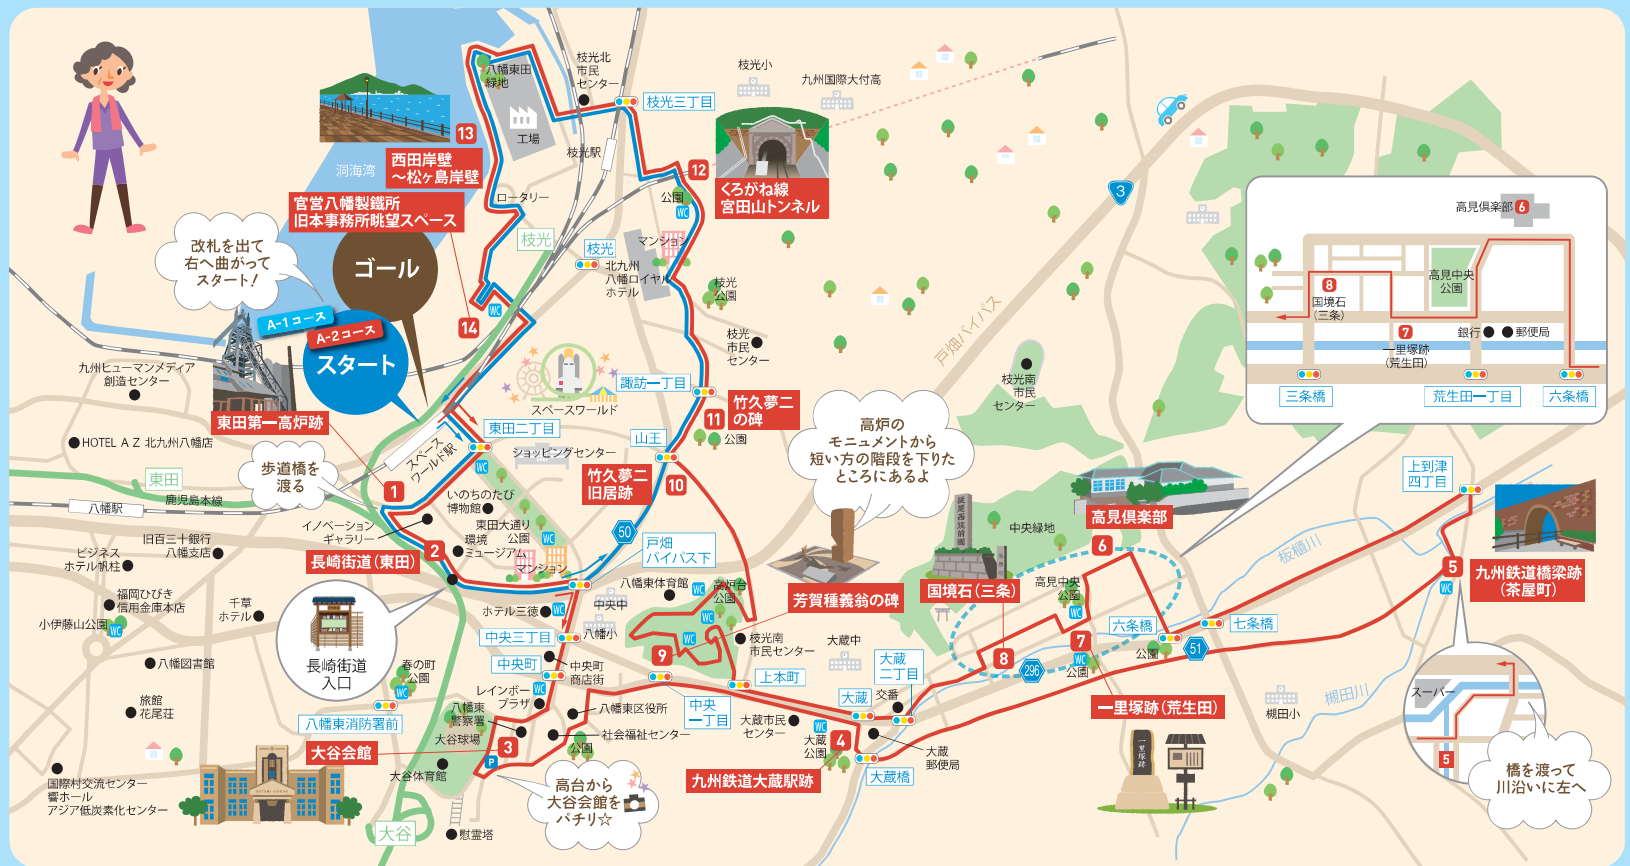 枝光北
市民
センター
八幡東田
緑地
工場
枝光三丁目
枝光小
九州国際大付高
13
西田岸壁
〜松ヶ島岸壁
洞海湾
枝光駅
12
くろがね線
宮田山トンネル
公園
WC
3
官営八幡製鐵所
旧本事務所眺望スペース
ロータリー
枝光
枝光
マンション
北九州
八幡ロイヤル
ホテル
枝光
公園
改札を出て
右へ曲がって
スタート!
ゴール
WC
14
A-1コース
A-2コース
スタート
枝光
市民
センター
戸畑バイパス
九州ヒューマンメディア
創造センター
スペースワールド
諏訪一丁目
竹久夢二
の碑
11
公園
枝光南
市民
センター
東田第一高炉跡
スペース
ワールド駅
東田二丁目
山王
HOTEL A Z 北九州八幡店
歩道橋を
渡る
WC
ショッピングセンター
竹久夢二
旧居跡
10
高炉の
モニュメントから
短い方の階段を下りた
ところにあるよ
東田
鹿児島本線
八幡駅
1
いのちのたび
博物館
イノベーション
ギャラリー
東田大通り
公園
WC
環境
ミュージアム
マンション
50
戸畑
バイパス下
旧百三十銀行
八幡支店
ビジネス
ホテル帆柱
長崎街道(東田)
2
福岡ひびき
信用金庫本店
千草
ホテル
小伊藤山公園
WC
長崎街道
入口
ホテル三徳
WC
中央中
八幡小
八幡東体育館
WC
高炉台
公園
WC
WC
芳賀種義翁の碑
中央三丁目
中央町
中央町
商店街
9
枝光南
市民センター
上本町
八幡図書館
春の町
公園
WC
レインボー
プラザ
WC
八幡東消防署前
八幡東
警察署
八幡東区役所
中央
一丁目
旅館
花尾荘
大谷会館
大谷球場
3
P
社会福祉センター
公園
大谷体育館
高台から
大谷会館を
パチリ☆
国際村交流センター
響ホール
アジア低炭素化センター
大谷
慰霊塔
大蔵市民
センター
WC
大蔵
公園
4
九州鉄道大蔵駅跡
大蔵
交番
大蔵
二丁目
大蔵中
大蔵橋
大蔵
郵便局
国境石(三条)
中央緑地
高見倶楽部
6
高見中央
公園
WC
7
WC
公園
8
296
六条橋
公園
51
七条橋
板櫃川
槻田川
槻田小
一里塚跡(荒生田)
一里塚跡
上到津
四丁目
5
WC
九州鉄道橋梁跡
(茶屋町)
スーパー
5
橋を渡って
川沿いに左へ
高見倶楽部 6
高見中央
公園
8
国境石
(三条)
7
一里塚跡
(荒生田)
銀行
郵便局
三条橋
荒生田一丁目
六条橋